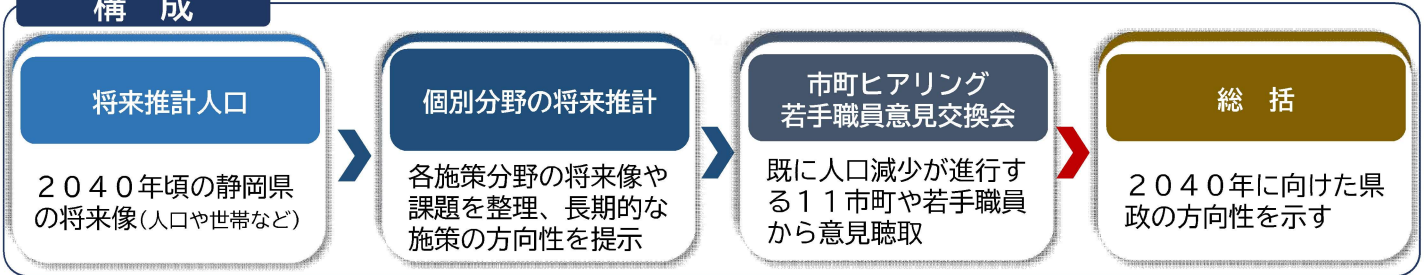 構 成
将来推計人口
２０４０年頃の静岡県
の将来像(人口や世帯など)
個別分野の将来推計
各施策分野の将来像や
課題を整理、長期的な
施策の方向性を提示
市町ヒアリング
若手職員意見交換会
既に人口減少が進行す
る１１市町や若手職員
から意見聴取
総 括
２０４０年に向けた県
政の方向性を示す